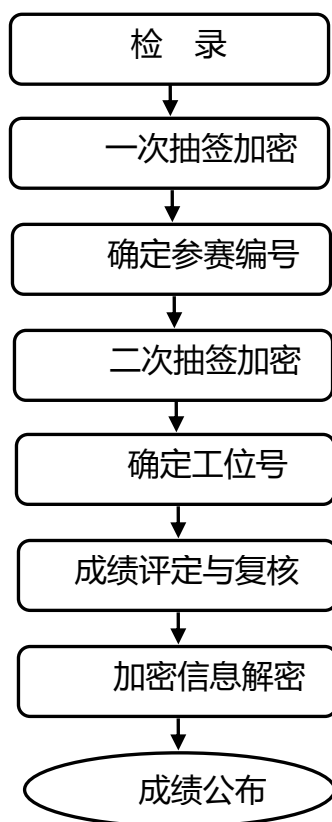 检 录
一次抽签加密
确定参赛编号
二次抽签加密
确定工位号
成绩评定与复核
加密信息解密
成绩公布